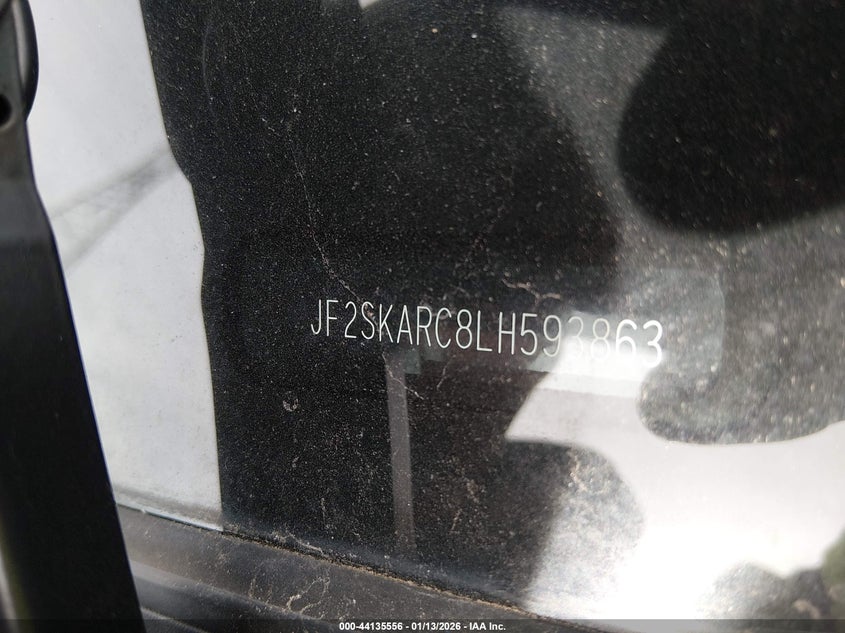 JF2SKARC8LH593863
000-44135556 - 01/13/2026 - IAA Inc.